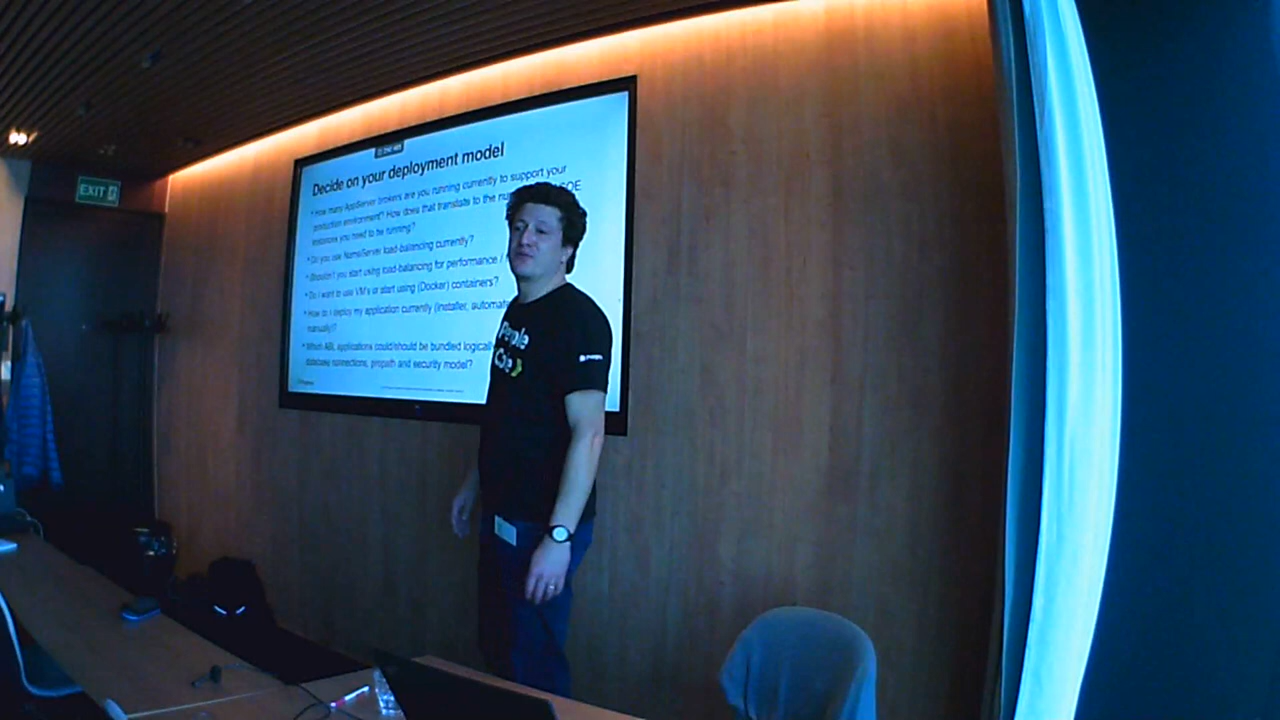 EXIT
Decide on your deployment model
• How many AppServer brokers are you running currently to support your
production environment? How does that translate to the
instances you need to be running?
• Do you use NameServer load-balancing currently?
• Shouldn't you start using load-balancing for performance /
• Do I want to use VM's or start using (Docker) containers?
• How do I deploy my application currently (installer,
manually)?
• Which ABL applications could/should be bundled
database connections, propath and security model?